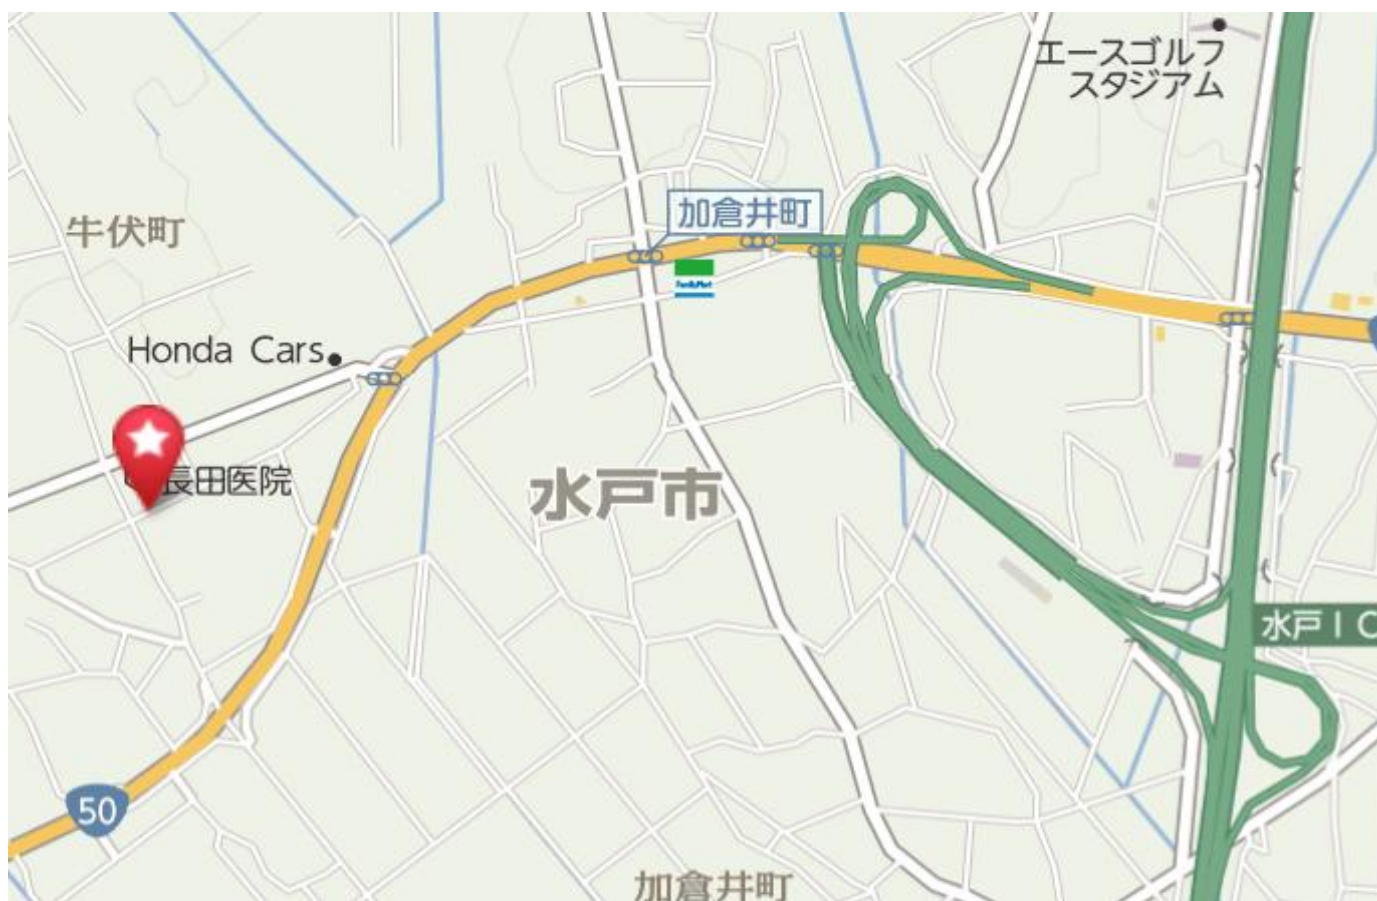 エースゴルフ
スタジアム
加倉井町
牛伏町
FamilyMart
Honda Cars
長田医院
水戸市
水戸IC
50
加倉井町